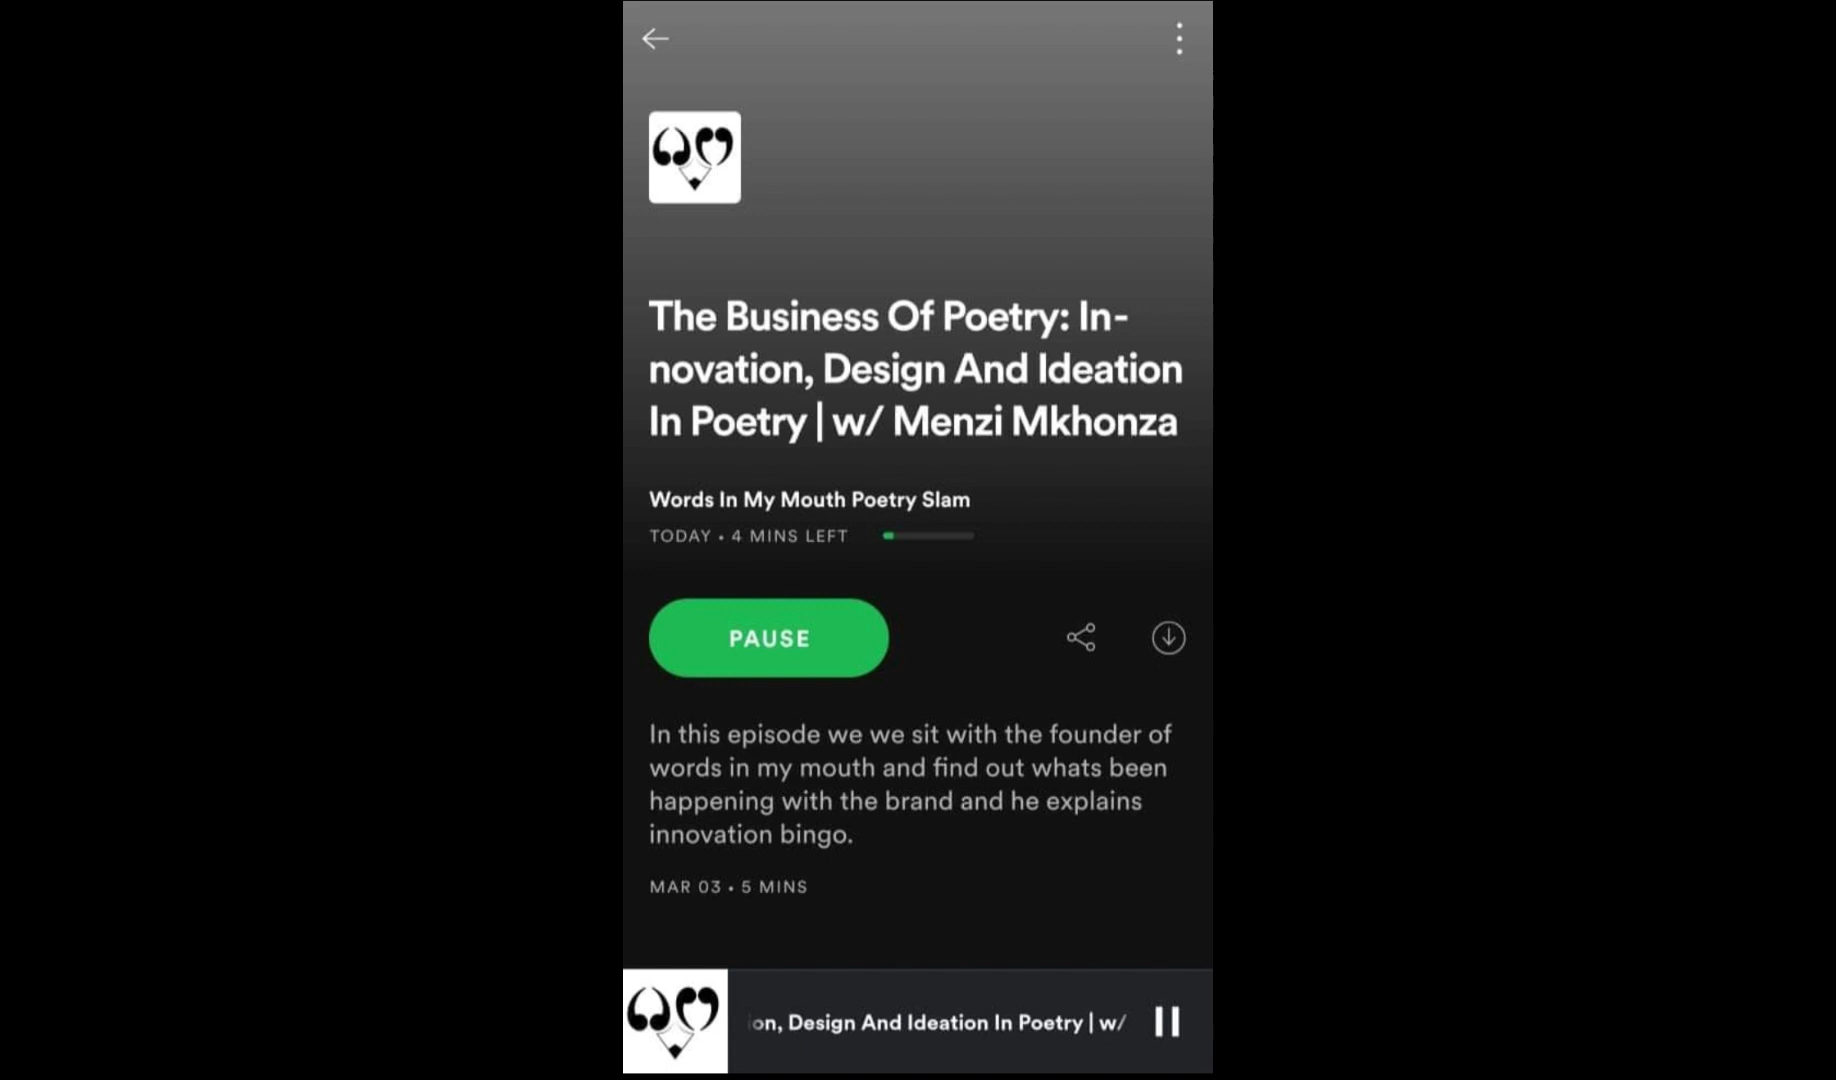 The Business Of Poetry: In-
novation, Design And Ideation
In Poetry | w/ Menzi Mkhonza
Words In My Mouth Poetry Slam
TODAY • 4 MINS LEFT
PAUSE
In this episode we we sit with the founder of
words in my mouth and find out whats been
happening with the brand and he explains
innovation bingo.
MAR 03 • 5 MINS
on, Design And Ideation In Poetry | w/